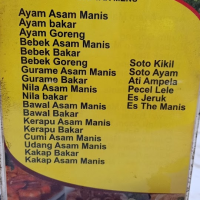 Ayam Asam Manis
Ayam bakar
Ayam Goreng
Bebek Asam Manis
Bebek Bakar
Bebek Goreng
Gurame Asam Manis
Gurame Bakar
Nila Asam Manis
Nila bakar
Bawal Asam Manis
Bawal Bakar
Kerapu Asam Manis
Kerapu Bakar
Cumi Asam Manis
Udang Asam Manis
Kakap Bakar
Kakap Asam Manis
Soto Kikil
Soto Ayam
Ati Ampela
Pecel Lele
Es Jeruk
Es The Manis